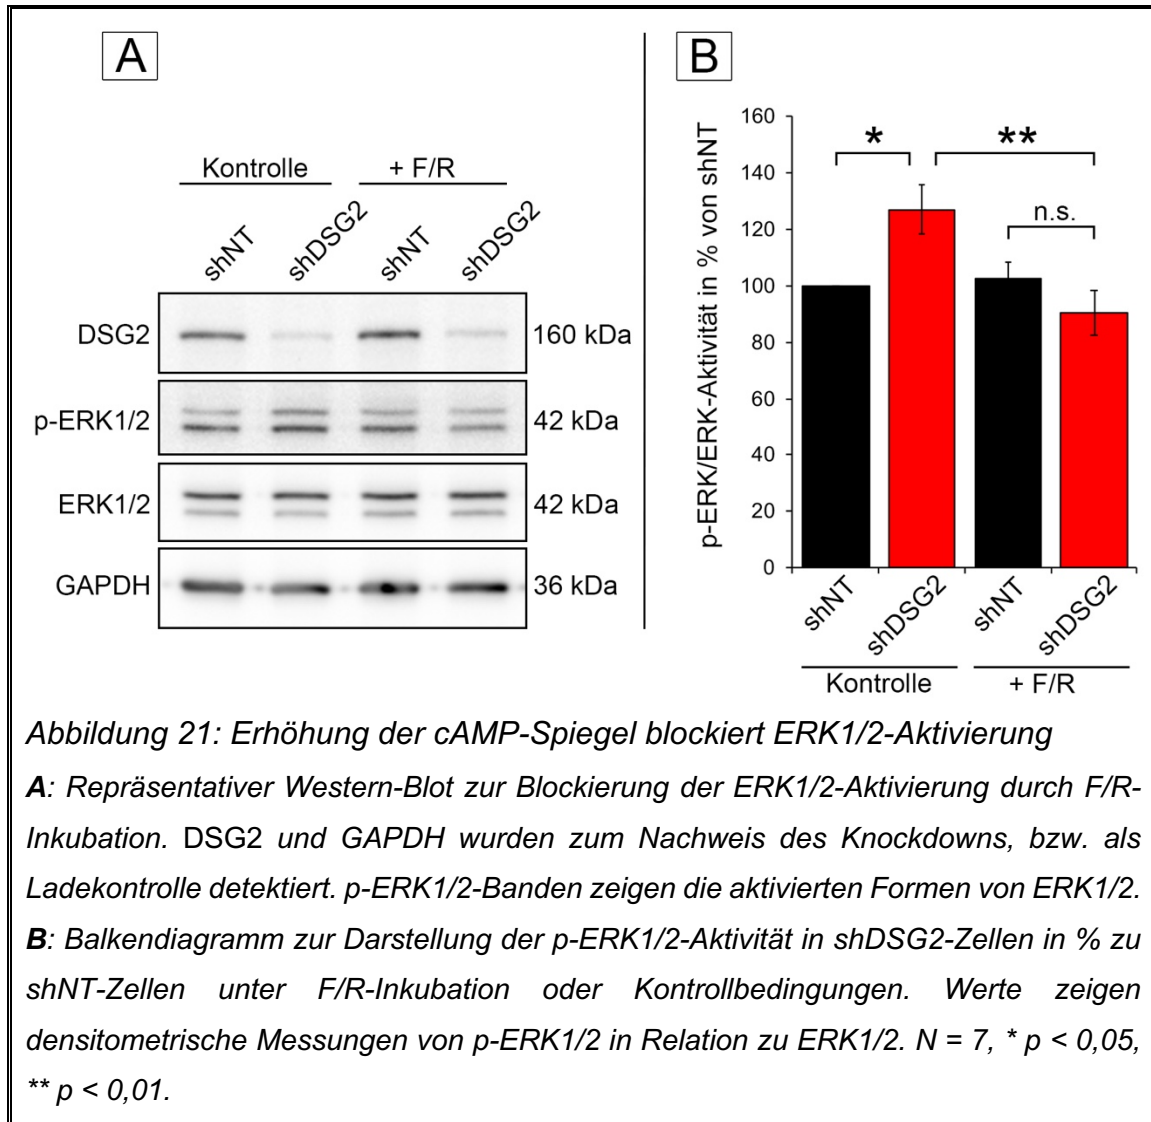 A
Kontrolle
+ F/R
shNT
shDSG2
shNT
shDSG2
DSG2
160 kDa
p-ERK1/2
42 kDa
ERK1/2
42 kDa
GAPDH
36 kDa
B
p-ERK/ERK-Aktivität in % von shNT
160
140
120
100
80
60
40
20
0
*
**
n.s.
shNT
shDSG2
shNT
shDSG2
Kontrolle
+ F/R
Abbildung 21: Erhöhung der cAMP-Spiegel blockiert ERK1/2-Aktivierung
A: Repräsentativer Western-Blot zur Blockierung der ERK1/2-Aktivierung durch F/R-
Inkubation. DSG2 und GAPDH wurden zum Nachweis des Knockdowns, bzw. als
Ladekontrolle detektiert. p-ERK1/2-Banden zeigen die aktivierten Formen von ERK1/2.
B: Balkendiagramm zur Darstellung der p-ERK1/2-Aktivität in shDSG2-Zellen in % zu
shNT-Zellen unter F/R-Inkubation oder Kontrollbedingungen. Werte zeigen
densitometrische Messungen von p-ERK1/2 in Relation zu ERK1/2. N = 7, * p < 0,05,
** p < 0,01.